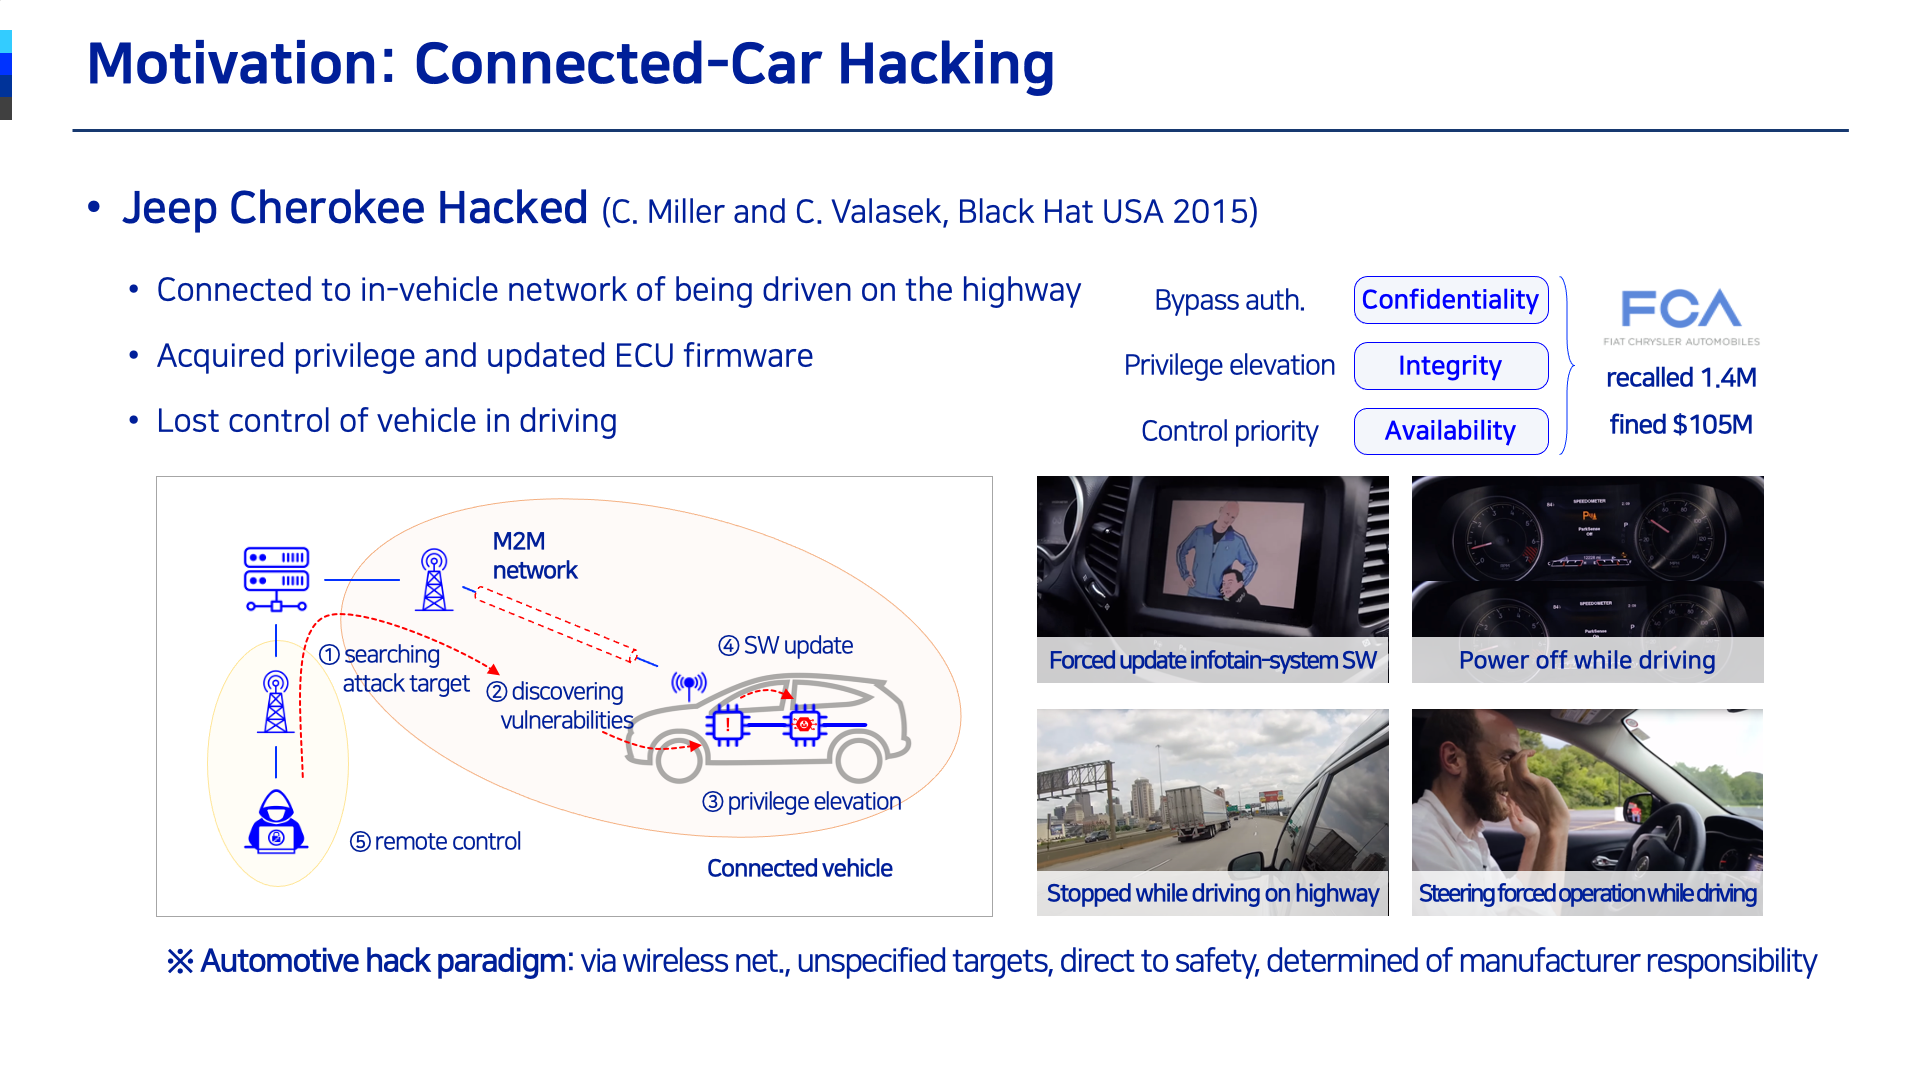 Motivation: Connected-Car Hacking
• Jeep Cherokee Hacked (C. Miller and C. Valasek, Black Hat USA 2015)
• Connected to in-vehicle network of being driven on the highway
• Acquired privilege and updated ECU firmware
• Lost control of vehicle in driving
Bypass auth. Confidentiality
Privilege elevation Integrity
Control priority Availability
FCA
FIAT CHRYSLER AUTOMOBILES
recalled 1.4M
fined $105M
M2M
network
① searching
attack target
② discovering
vulnerabilities
④ SW update
③ privilege elevation
⑤ remote control
Connected vehicle
Forced update infotain-system SW
SPEEDOMETER
ParkSense
Off
SPEEDOMETER
ParkSense
Power off while driving
Stopped while driving on highway
Steering forced operation while driving
※ Automotive hack paradigm: via wireless net., unspecified targets, direct to safety, determined of manufacturer responsibility